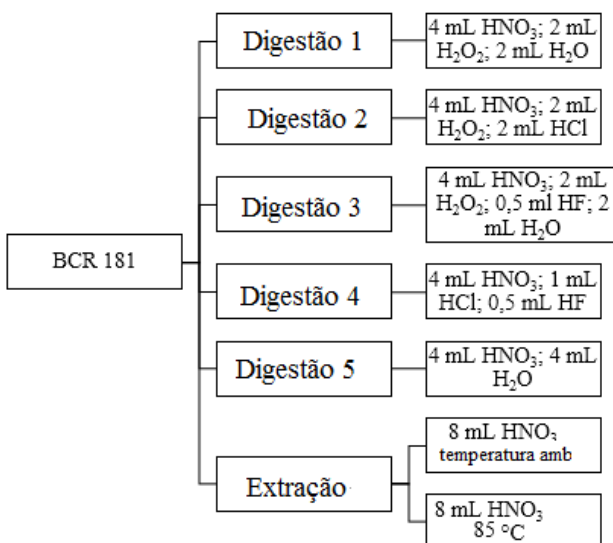 Digestão 1
4 mL HNO₃; 2 mL
H₂O₂; 2 mL H₂O
Digestão 2
4 mL HNO₃; 2 mL
H₂O₂; 2 mL HCl
Digestão 3
4 mL HNO₃; 2 mL
H₂O₂; 0,5 ml HF; 2
mL H₂O
BCR 181
Digestão 4
4 mL HNO₃; 1 mL
HCl; 0,5 mL HF
Digestão 5
4 mL HNO₃; 4 mL
H₂O
Extração
8 mL HNO₃
temperatura amb
8 mL HNO₃
85 °C